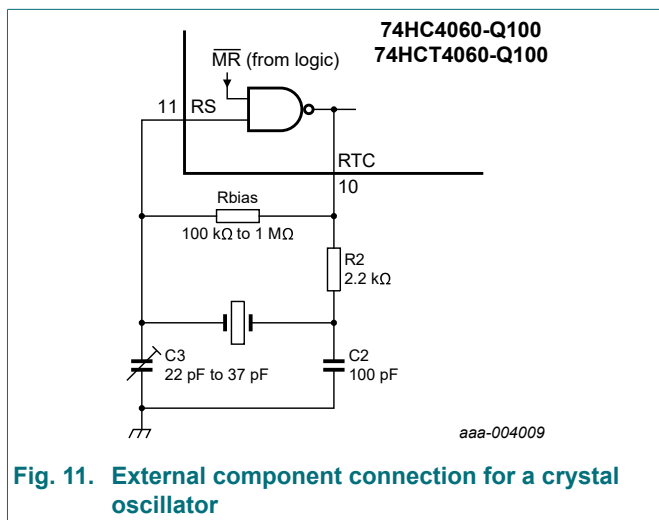 74HC4060-Q100
74HCT4060-Q100
MR (from logic)
11 RS
RTC
10
Rbias
100 kΩ to 1 MΩ
R2
2.2 kΩ
C3
22 pF to 37 pF
C2
100 pF
aaa-004009
Fig. 11. External component connection for a crystal
oscillator